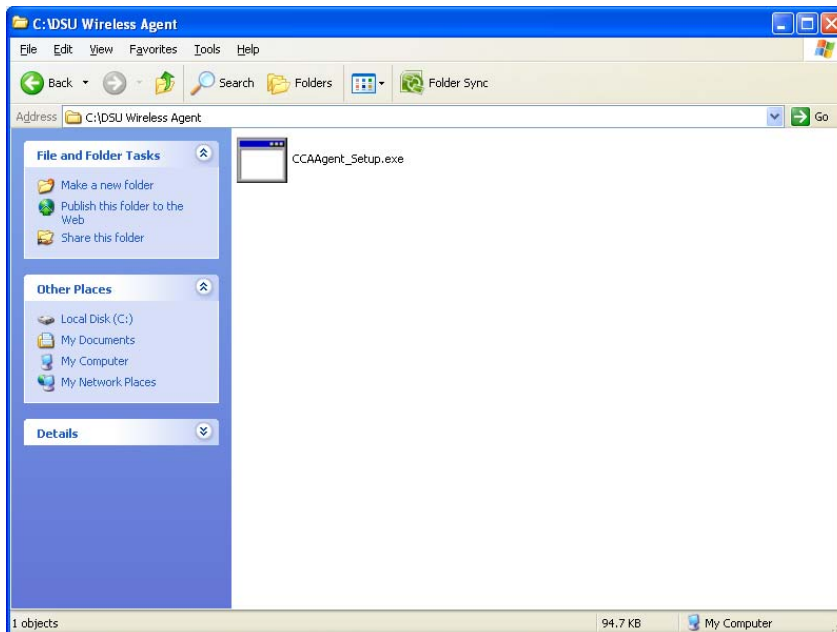 C:\DSU Wireless Agent
File Edit View Favorites Tools Help
Back Search Folders Folder Sync
Address C:\DSU Wireless Agent Go
File and Folder Tasks
Make a new folder
Publish this folder to the
Web
Share this folder
Other Places
Local Disk (C:)
My Documents
My Computer
My Network Places
Details
CCAAgent_Setup.exe
1 objects 94.7 KB My Computer